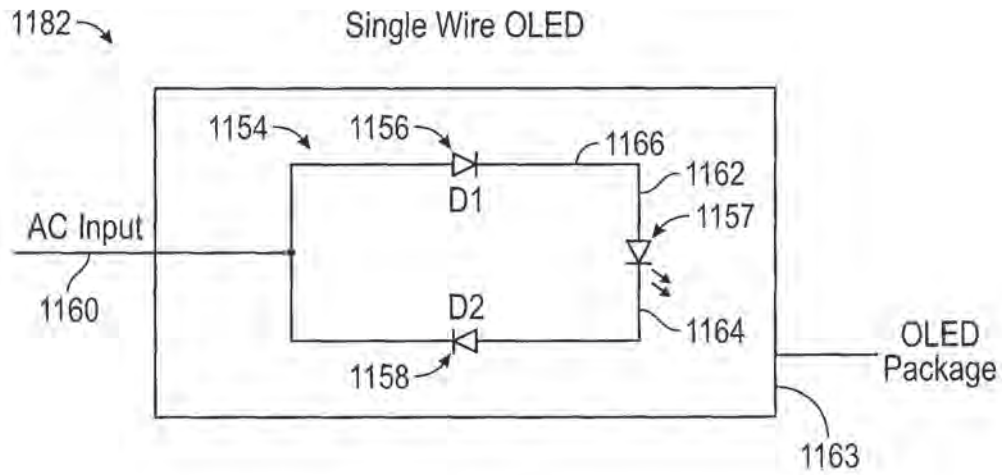 1182
Single Wire OLED
1154
1156
1166
1162
D1
1157
AC Input
1160
D2
1164
1158
OLED
Package
1163